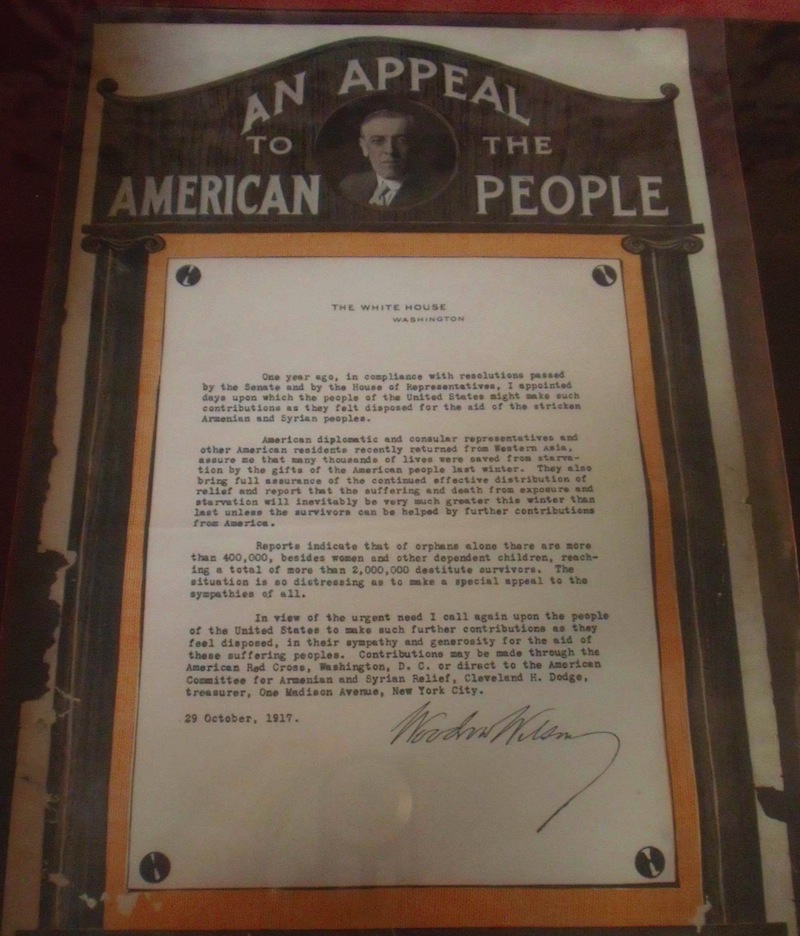 AN APPEAL
TO THE
AMERICAN PEOPLE
THE WHITE HOUSE
WASHINGTON
One year ago, in compliance with resolutions passed
by the Senate and by the House of Representatives, I appointed
days upon which the people of the United States might make such
contributions as they felt disposed for the aid of the stricken
Armenian and Syrian peoples.
American diplomatic and consular representatives and
other American residents recently returned from Western Asia,
assure me that many thousands of lives were saved from starva-
tion by the gifts of the American people last winter. They also
bring full assurance of the continued effective distribution of
relief and report that the suffering and death from exposure and
starvation will inevitably be very much greater this winter than
last unless the survivors can be helped by further contributions
from America.
Reports indicate that of orphans alone there are more
than 400,000, besides women and other dependent children, reach-
ing a total of more than 2,000,000 destitute survivors. The
situation is so distressing as to make a special appeal to the
sympathies of all.
In view of the urgent need I call again upon the people
of the United States to make such further contributions as they
feel disposed, in their sympathy and generosity for the aid of
these suffering peoples. Contributions may be made through the
American Red Cross, Washington, D. C. or direct to the American
Committee for Armenian and Syrian Relief, Cleveland H. Dodge,
treasurer, One Madison Avenue, New York City.
29 October, 1917.
Woodrow Wilson